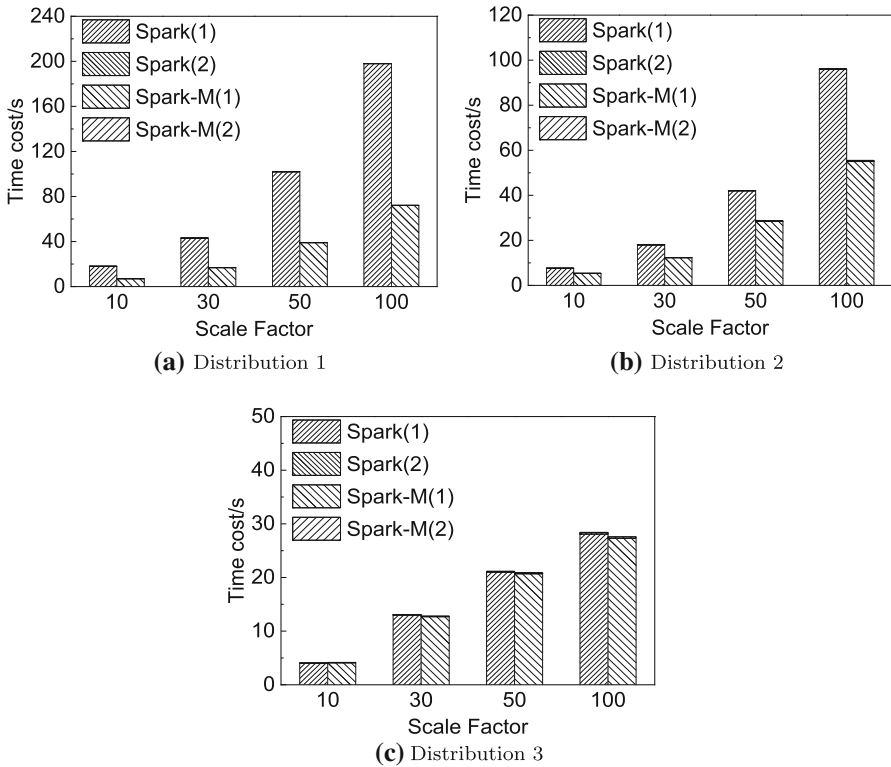 240
200
160
120
80
40
0
Time cost/s
Spark(1)
Spark(2)
Spark-M(1)
Spark-M(2)
10 30 50 100
Scale Factor
(a) Distribution 1
120
100
80
60
40
20
0
Time cost/s
Spark(1)
Spark(2)
Spark-M(1)
Spark-M(2)
10 30 50 100
Scale Factor
(b) Distribution 2
50
40
30
20
10
0
Time cost/s
Spark(1)
Spark(2)
Spark-M(1)
Spark-M(2)
10 30 50 100
Scale Factor
(c) Distribution 3